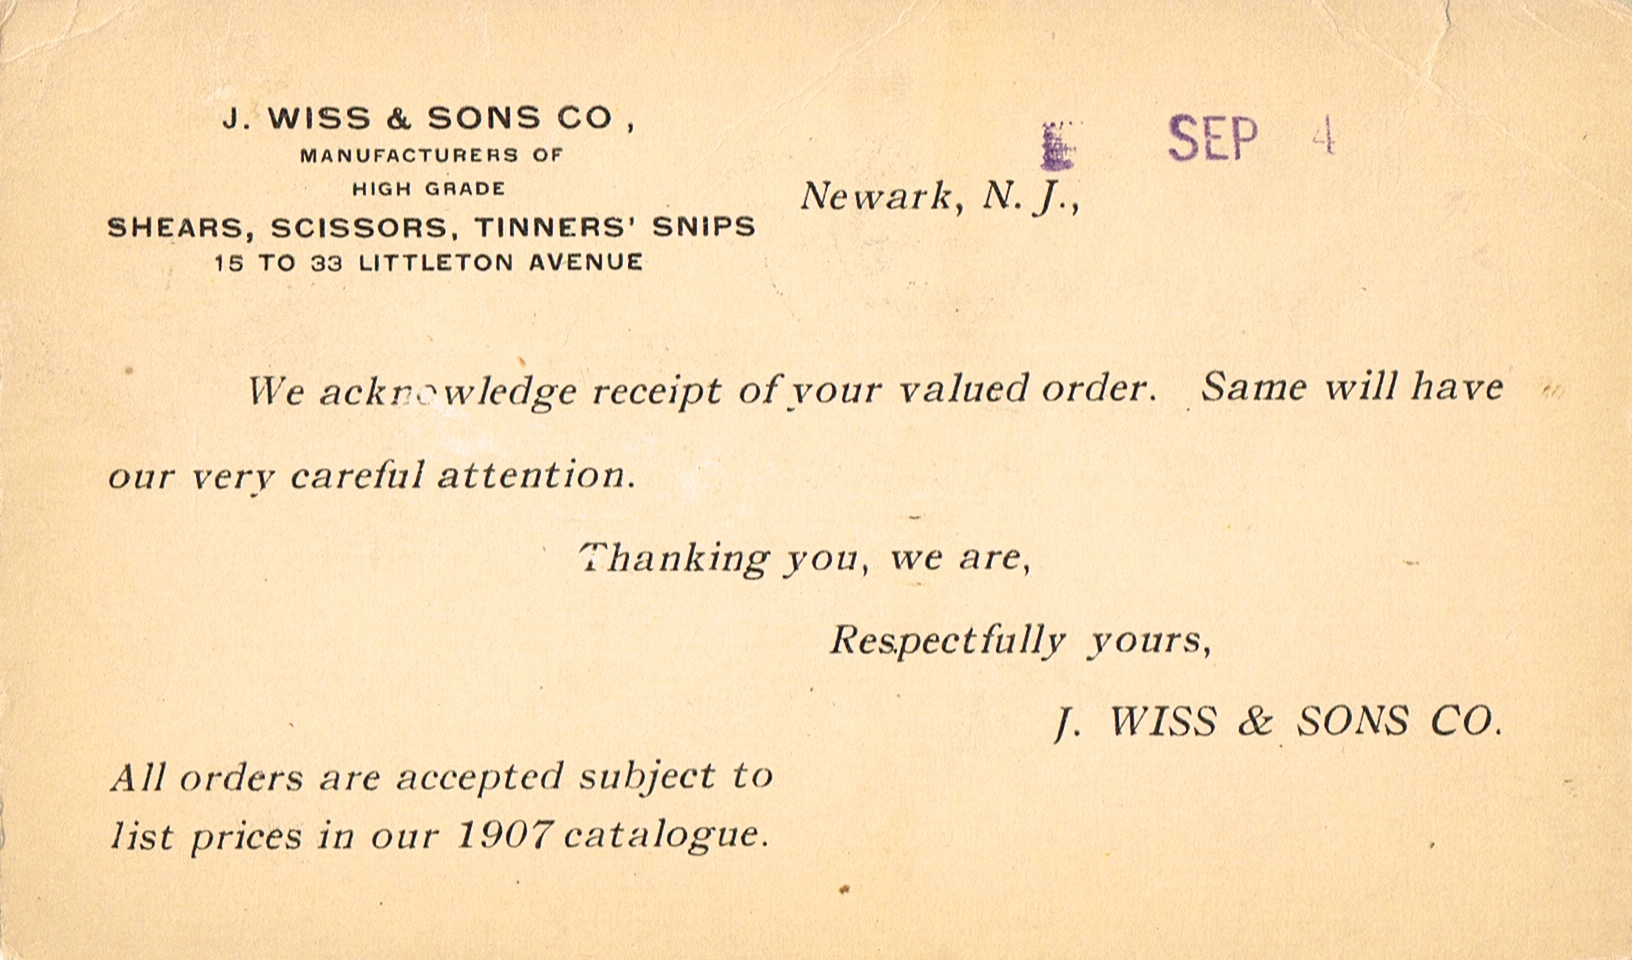 J. WISS & SONS CO,
MANUFACTURERS OF
HIGH GRADE
SHEARS, SCISSORS, TINNERS' SNIPS
15 TO 33 LITTLETON AVENUE
SEP 4
Newark, N. J.,
We acknowledge receipt of your valued order. Same will have
our very careful attention.
Thanking you, we are,
Respectfully yours,
J. WISS & SONS CO.
All orders are accepted subject to
list prices in our 1907 catalogue.